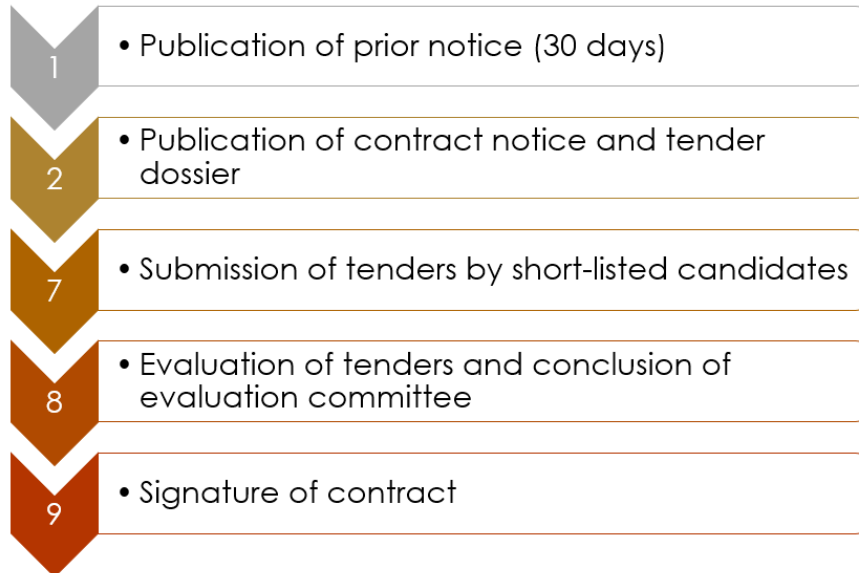 1
• Publication of prior notice (30 days)
2
• Publication of contract notice and tender
dossier
7
• Submission of tenders by short-listed candidates
8
• Evaluation of tenders and conclusion of
evaluation committee
9
• Signature of contract